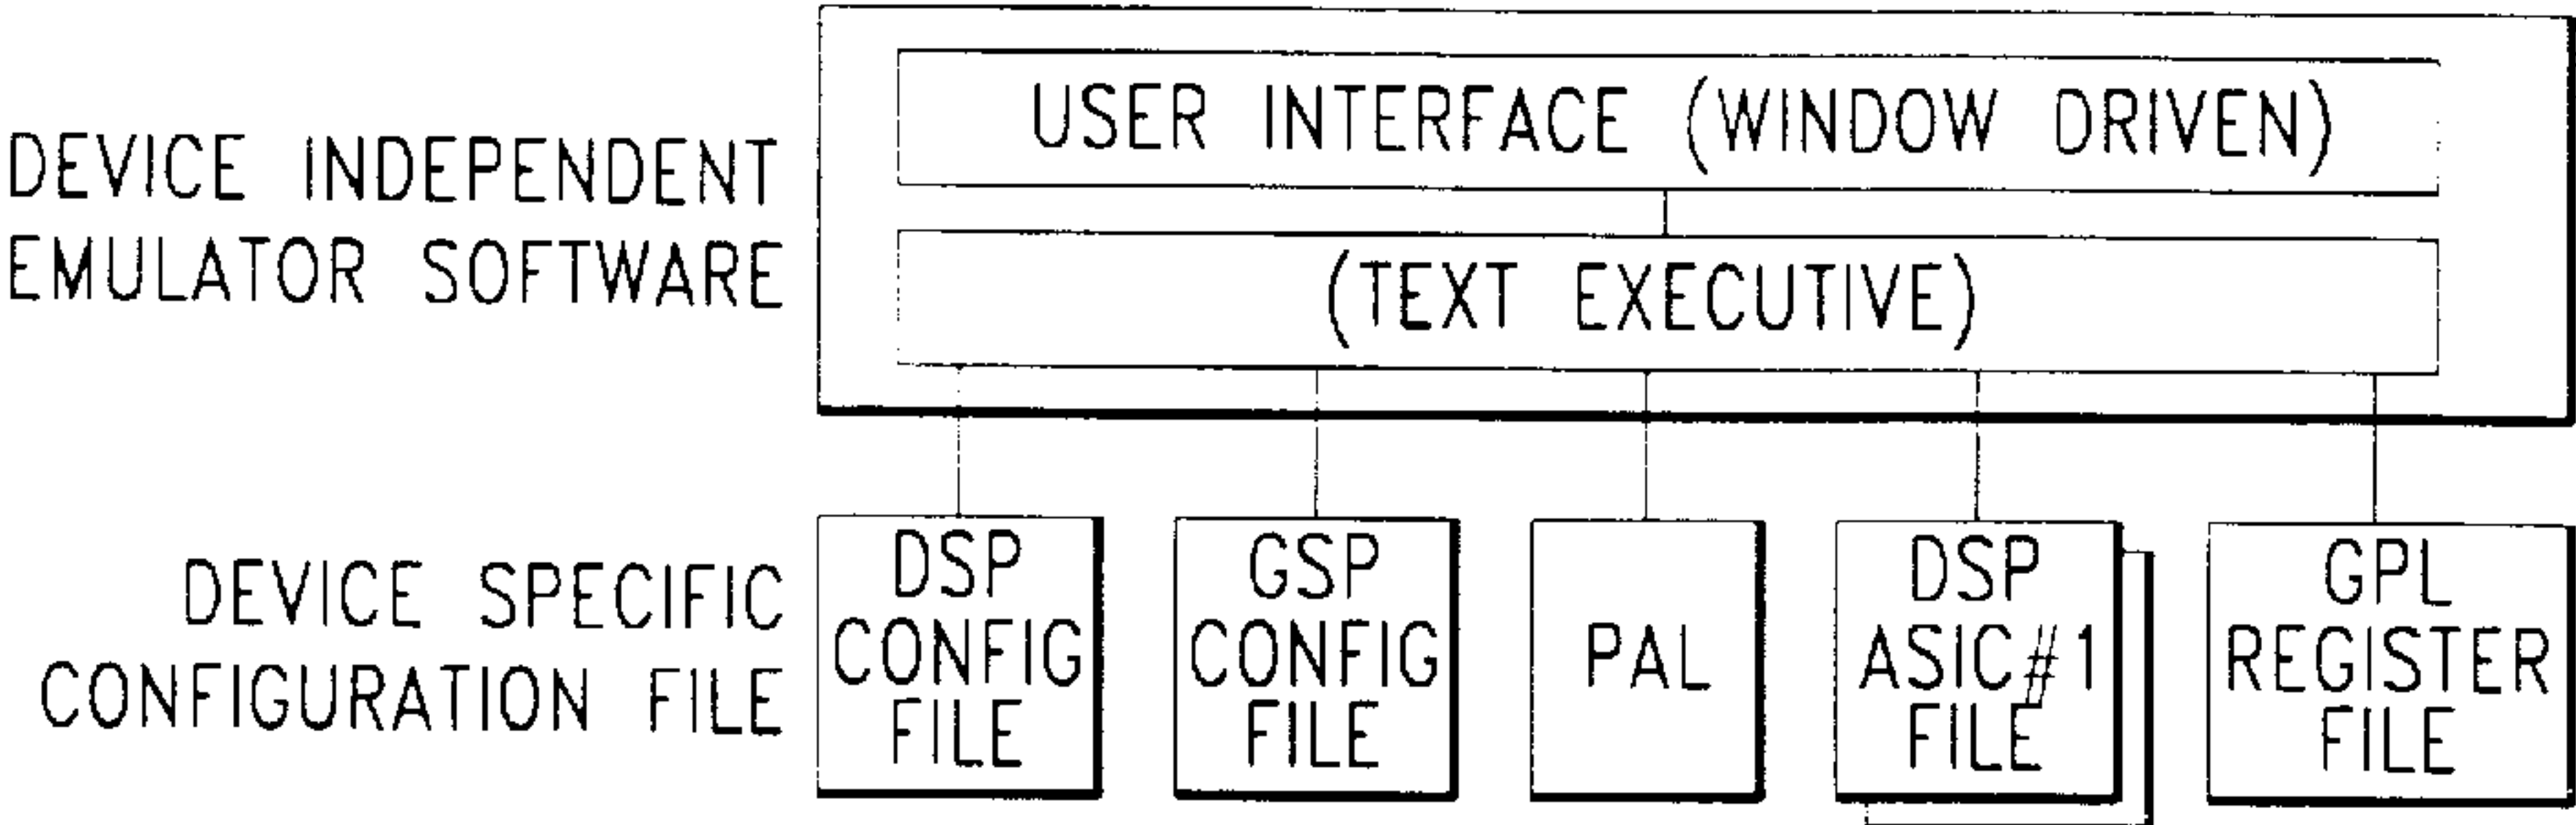 DEVICE INDEPENDENT
EMULATOR SOFTWARE
USER INTERFACE (WINDOW DRIVEN)
(TEXT EXECUTIVE)
DEVICE SPECIFIC
CONFIGURATION FILE
DSP
CONFIG
FILE
GSP
CONFIG
FILE
PAL
DSP
ASIC#1
FILE
GPL
REGISTER
FILE